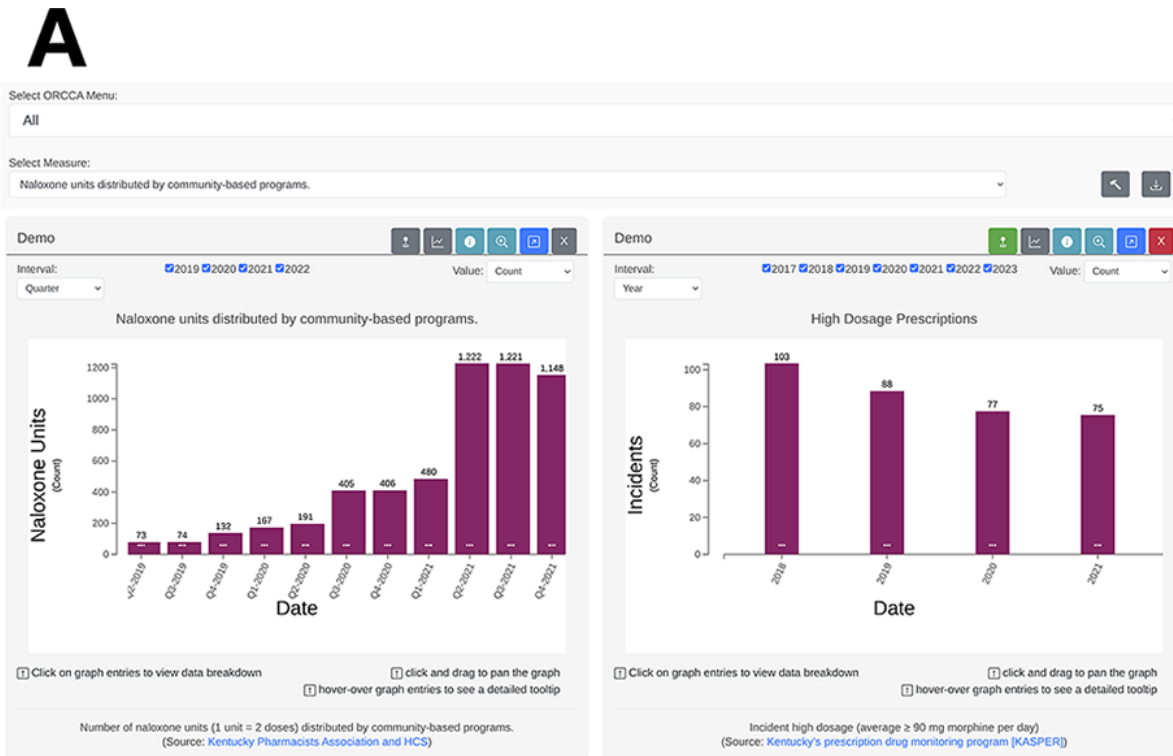 A
Select ORCCA Menu:
All
Select Measure:
Naloxone units distributed by community-based programs.
Demo
X
Interval:
2019 2020 2021 2022
Value: Count
Quarter
Naloxone units distributed by community-based programs.
Naloxone Units
(Count)
1200
1000
800
600
400
200
0
73
74
132
167
191
405
406
480
1,222
1,221
1,148
2-2019
Q3-2019
Q4-2019
Q1-2020
Q2-2020
Q3-2020
Q4-2020
Q1-2021
Q2-2021
Q3-2021
Q4-2021
Date
Click on graph entries to view data breakdown
click and drag to pan the graph
hover-over graph entries to see a detailed tooltip
Number of naloxone units (1 unit = 2 doses) distributed by community-based programs.
(Source: Kentucky Pharmacists Association and HCS)
Demo
X
Interval:
2017 2018 2019 2020 2021 2022 2023
Value: Count
Year
High Dosage Prescriptions
Incidents
(Count)
100
80
60
40
20
0
103
88
77
75
2018
2019
2020
2021
Date
Click on graph entries to view data breakdown
click and drag to pan the graph
hover-over graph entries to see a detailed tooltip
Incident high dosage (average ≥ 90 mg morphine per day)
(Source: Kentucky's prescription drug monitoring program [KASPER])